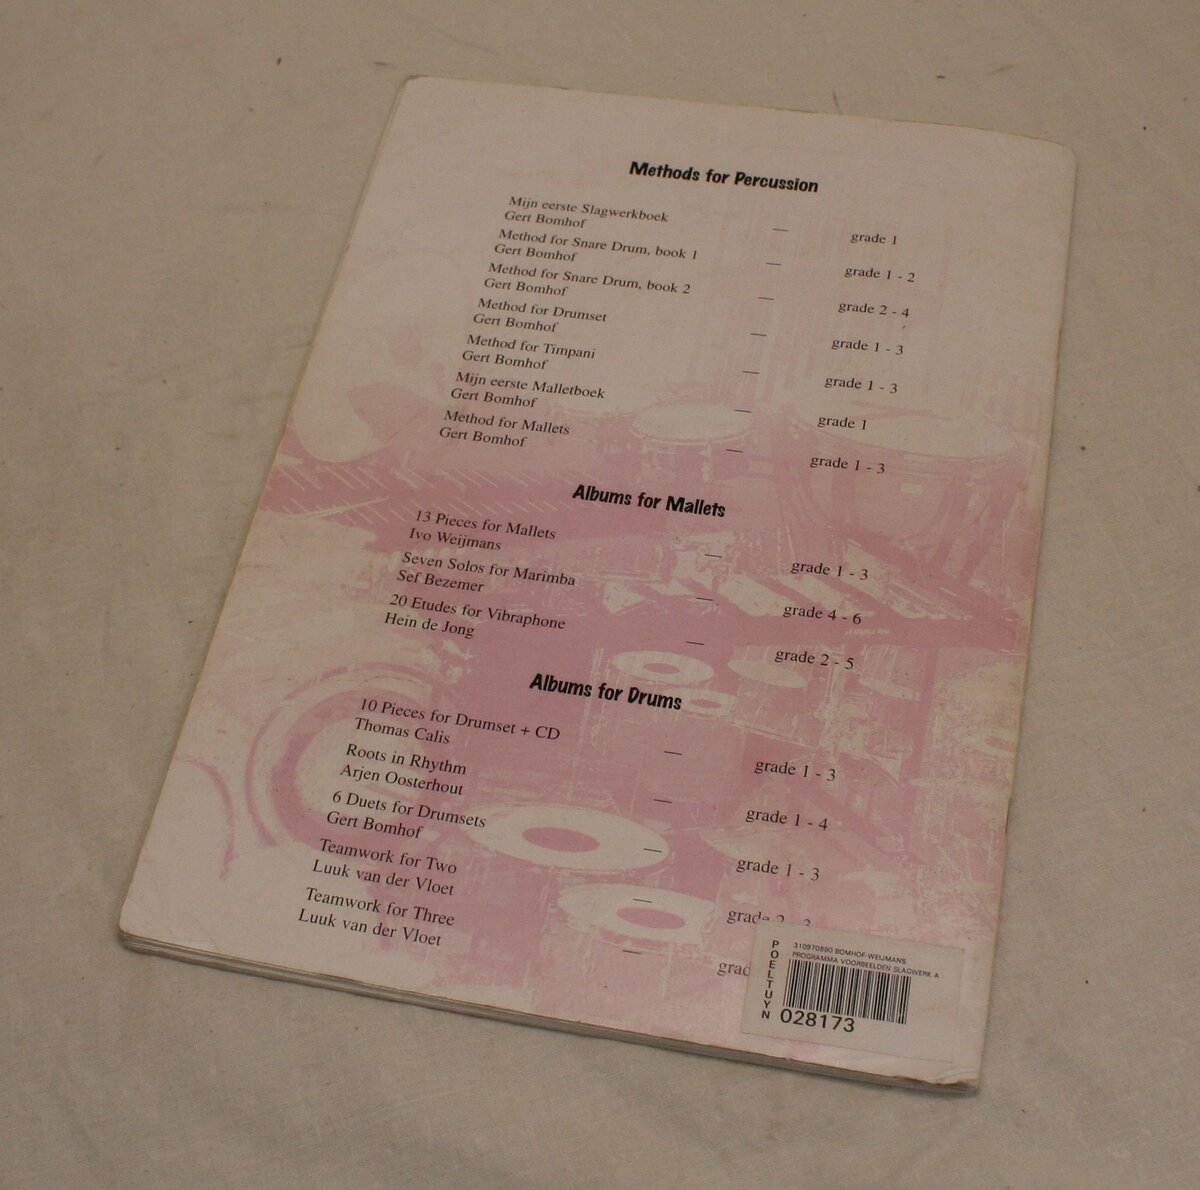 Methods for Percussion
Mijn eerste Slagwerkboek
Gert Bomhof — grade 1
Method for Snare Drum, book 1
Gert Bomhof — grade 1 - 2
Method for Snare Drum, book 2
Gert Bomhof — grade 2 - 4
Method for Drumset
Gert Bomhof — grade 1 - 3
Method for Timpani
Gert Bomhof — grade 1 - 3
Mijn eerste Malletboek
Gert Bomhof — grade 1
Method for Mallets
Gert Bomhof — grade 1 - 3
Albums for Mallets
13 Pieces for Mallets
Ivo Weijmans — grade 1 - 3
Seven Solos for Marimba
Sef Bezemer — grade 4 - 6
20 Etudes for Vibraphone
Hein de Jong — grade 2 - 5
Albums for Drums
10 Pieces for Drumset + CD
Thomas Calis — grade 1 - 3
Roots in Rhythm
Arjen Oosterhout — grade 1 - 4
6 Duets for Drumsets
Gert Bomhof — grade 1 - 3
Teamwork for Two
Luuk van der Vloet — grade 2 - 3
Teamwork for Three
Luuk van der Vloet — grad
POELTUYN
310970890 BOMHOF-WEIJMANS
PROGRAMMA VOORBEELDEN SLAGWERK A
028173